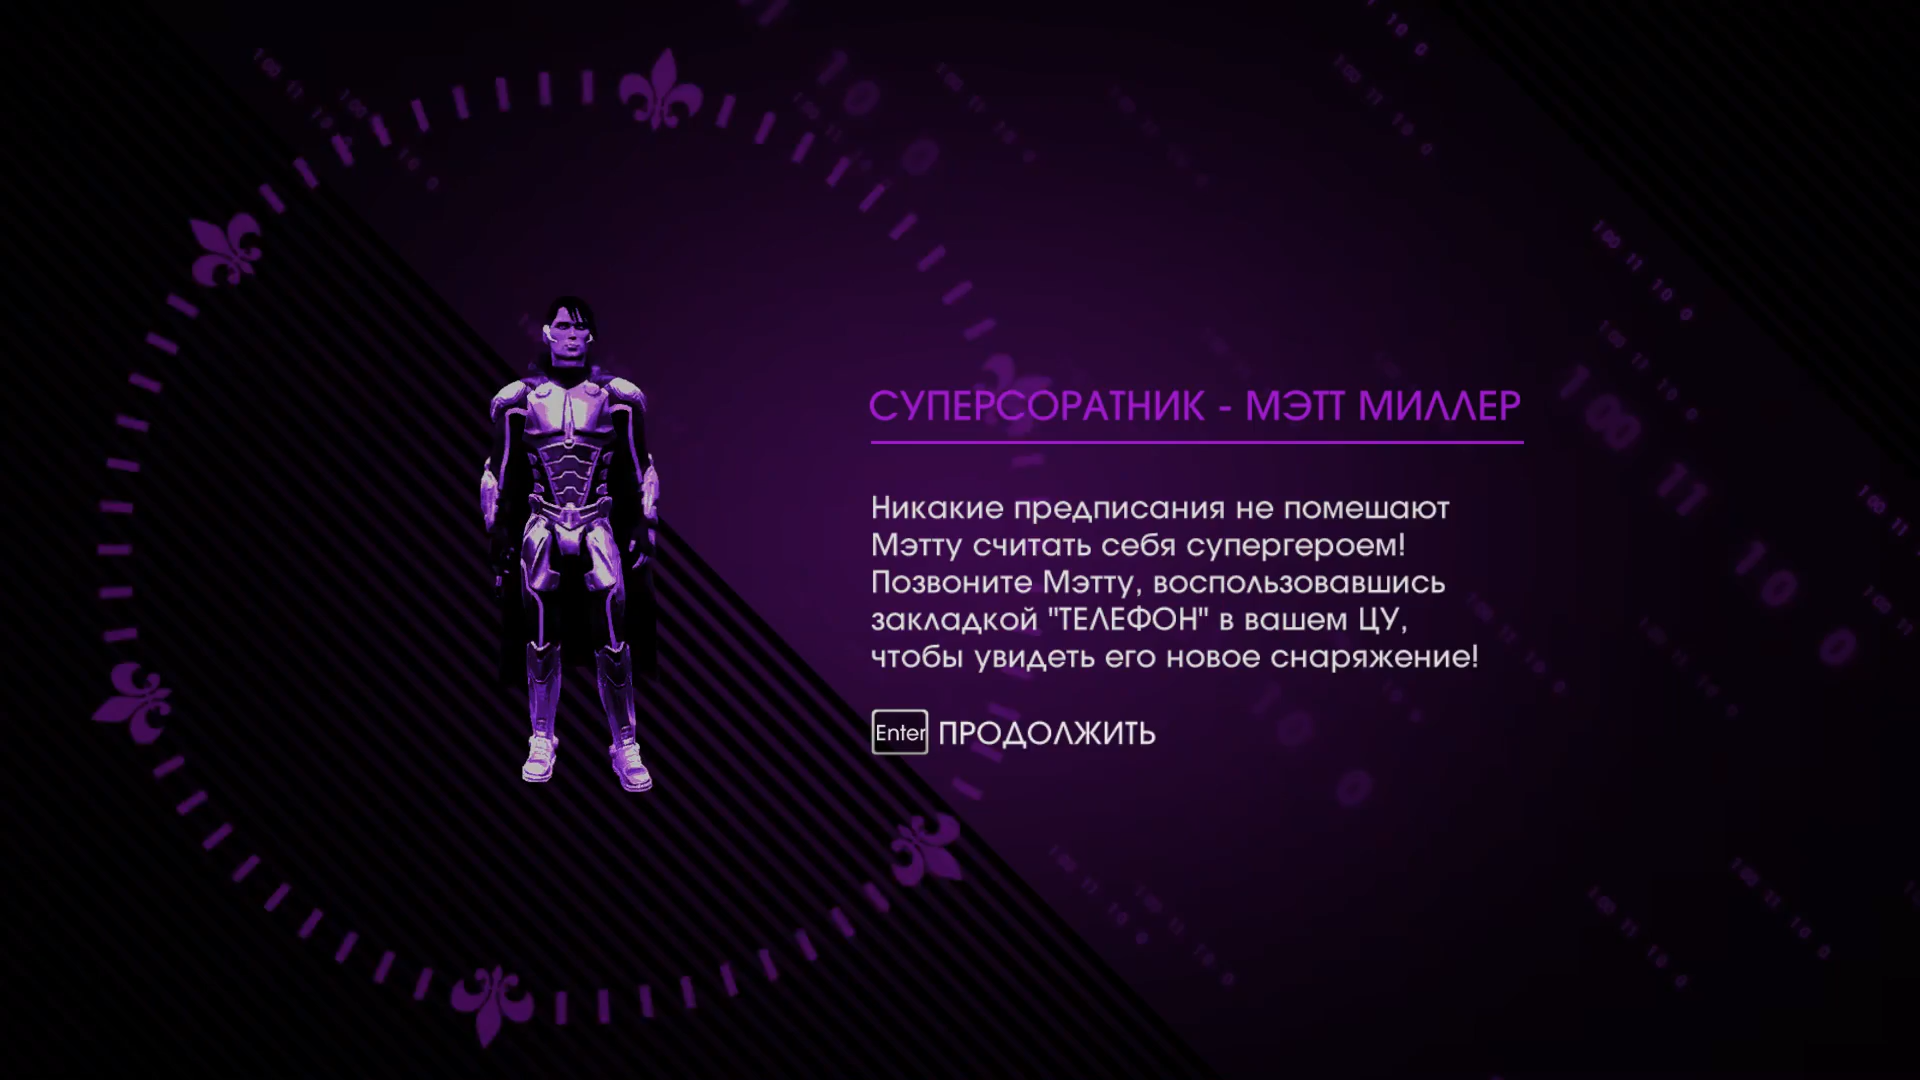 СУПЕРСОРАТНИК - МЭТТ МИЛЛЕР
Никакие предписания не помешают
Мэтту считать себя супергероем!
Позвоните Мэтту, воспользовавшись
закладкой "ТЕЛЕФОН" в вашем ЦУ,
чтобы увидеть его новое снаряжение!
Enter ПРОДОЛЖИТЬ